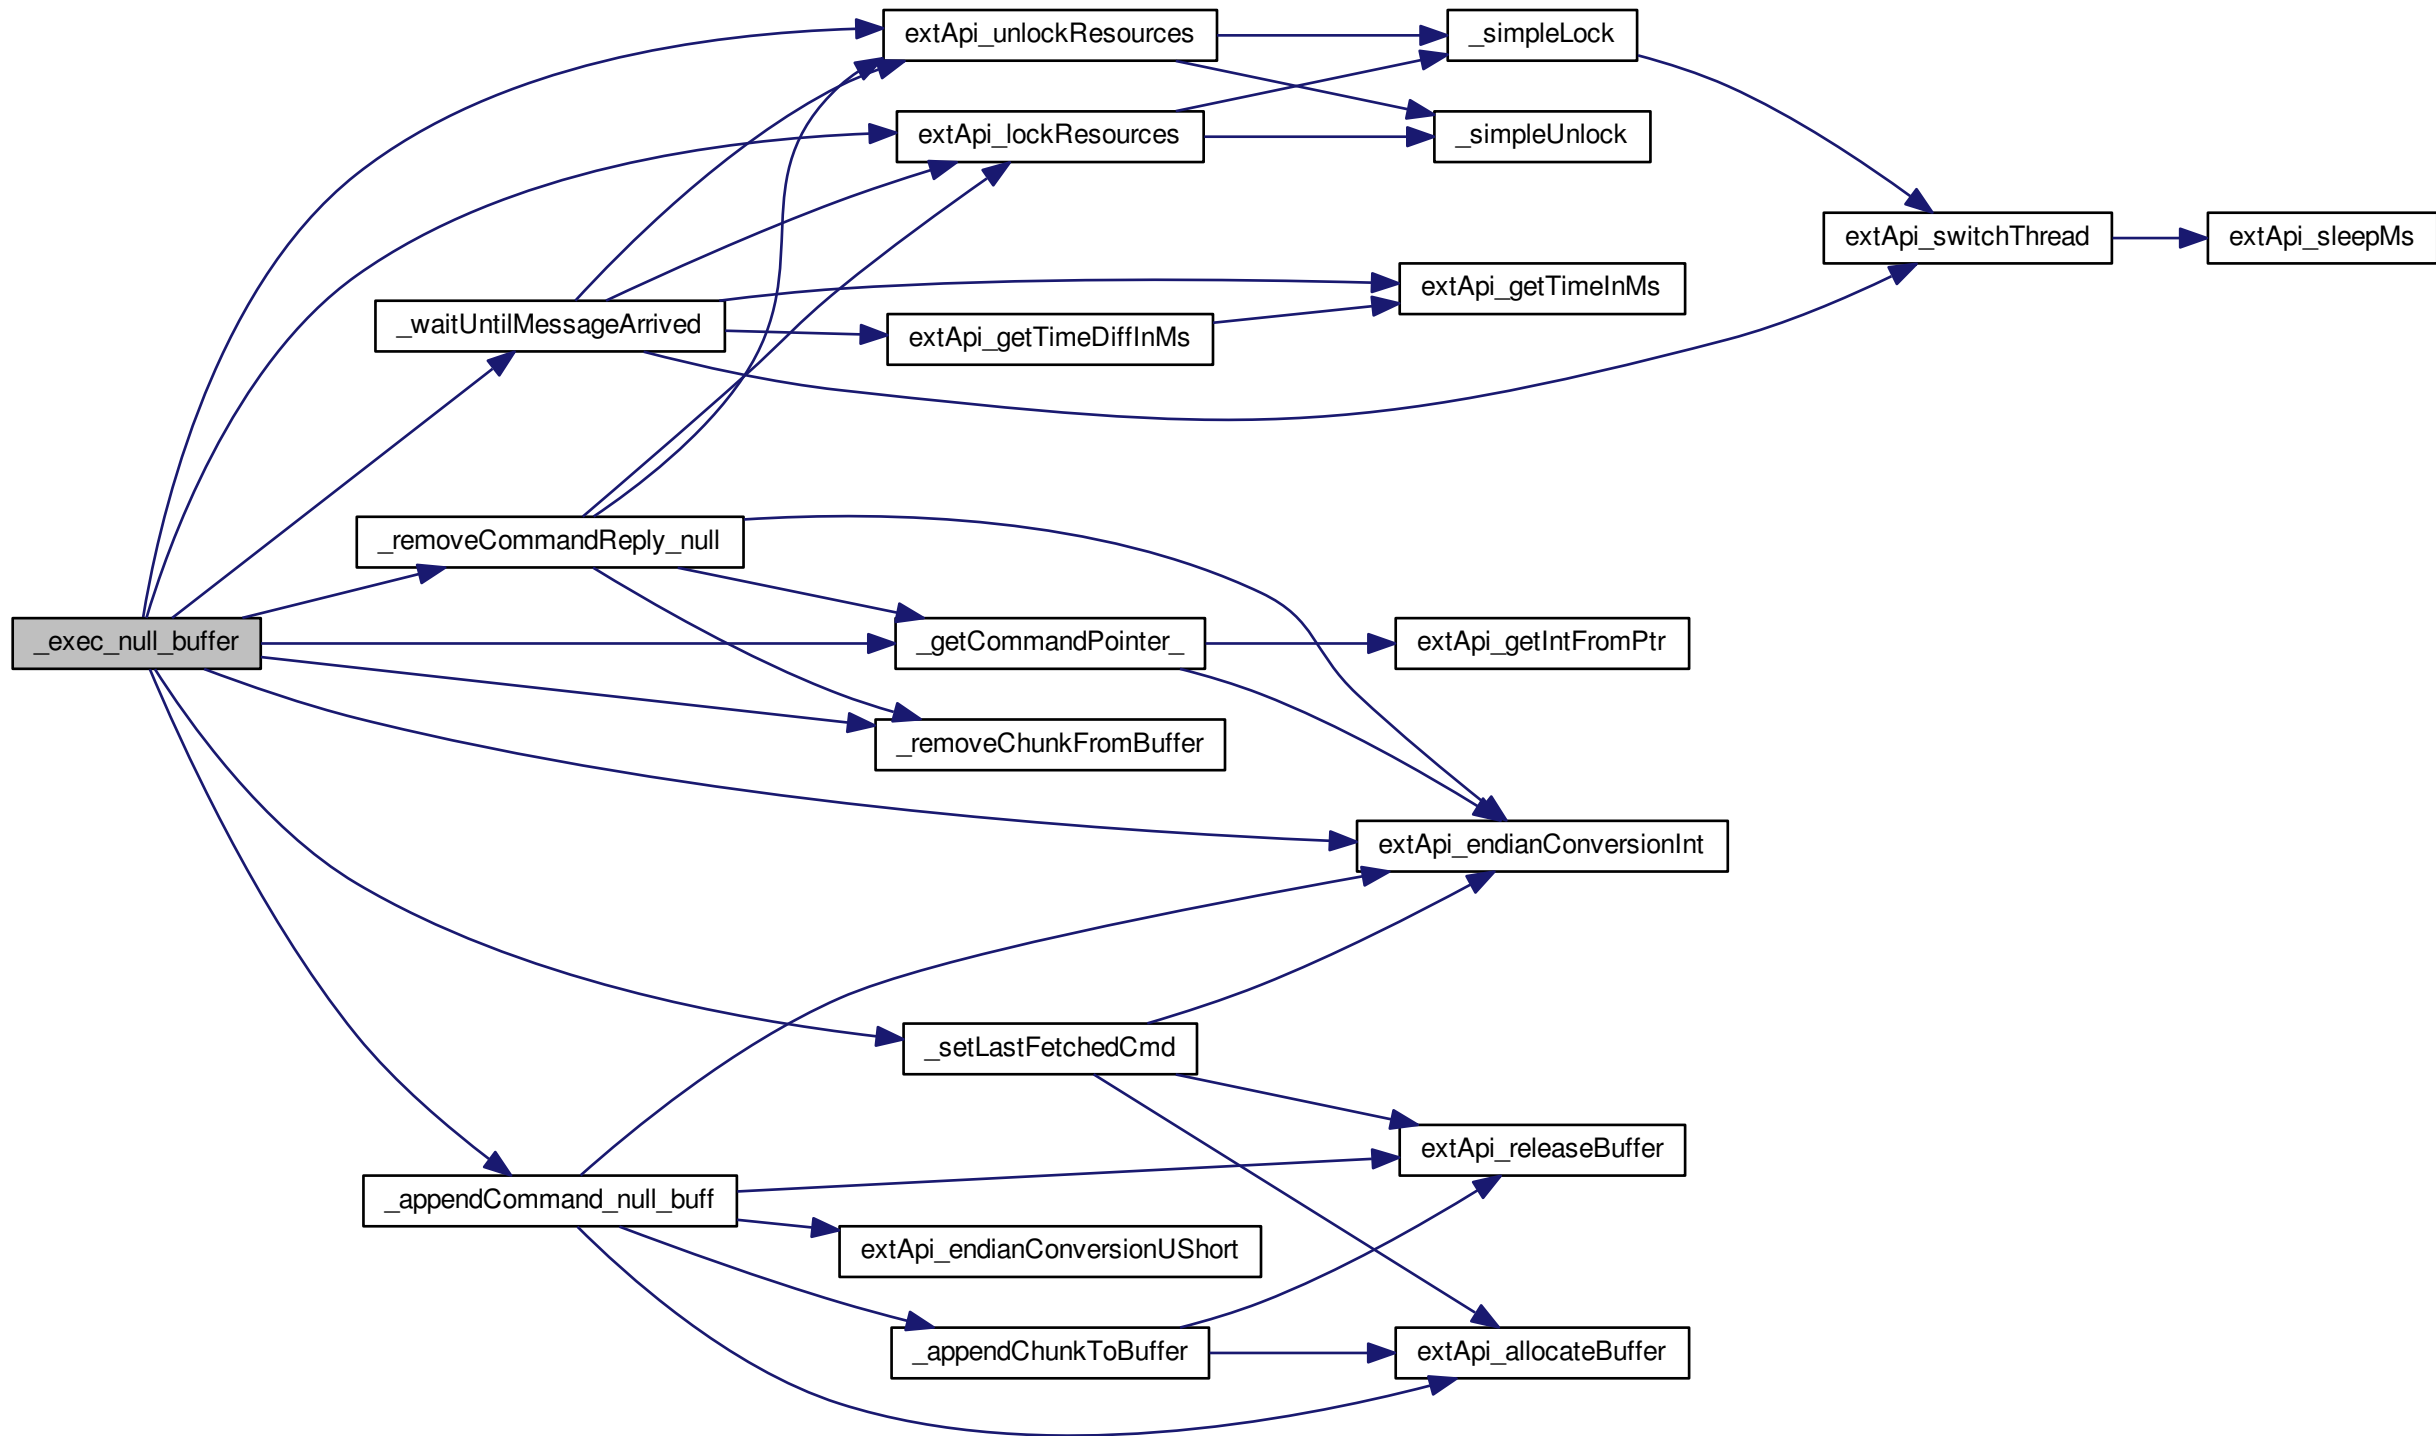 extApi_unlockResources
_simpleLock
extApi_lockResources
_simpleUnlock
extApi_switchThread
extApi_sleepMs
extApi_getTimeInMs
_waitUntilMessageArrived
extApi_getTimeDiffInMs
_removeCommandReply_null
_exec_null_buffer
_getCommandPointer_
extApi_getIntFromPtr
_removeChunkFromBuffer
extApi_endianConversionInt
_setLastFetchedCmd
extApi_releaseBuffer
_appendCommand_null_buff
extApi_endianConversionUShort
_appendChunkToBuffer
extApi_allocateBuffer